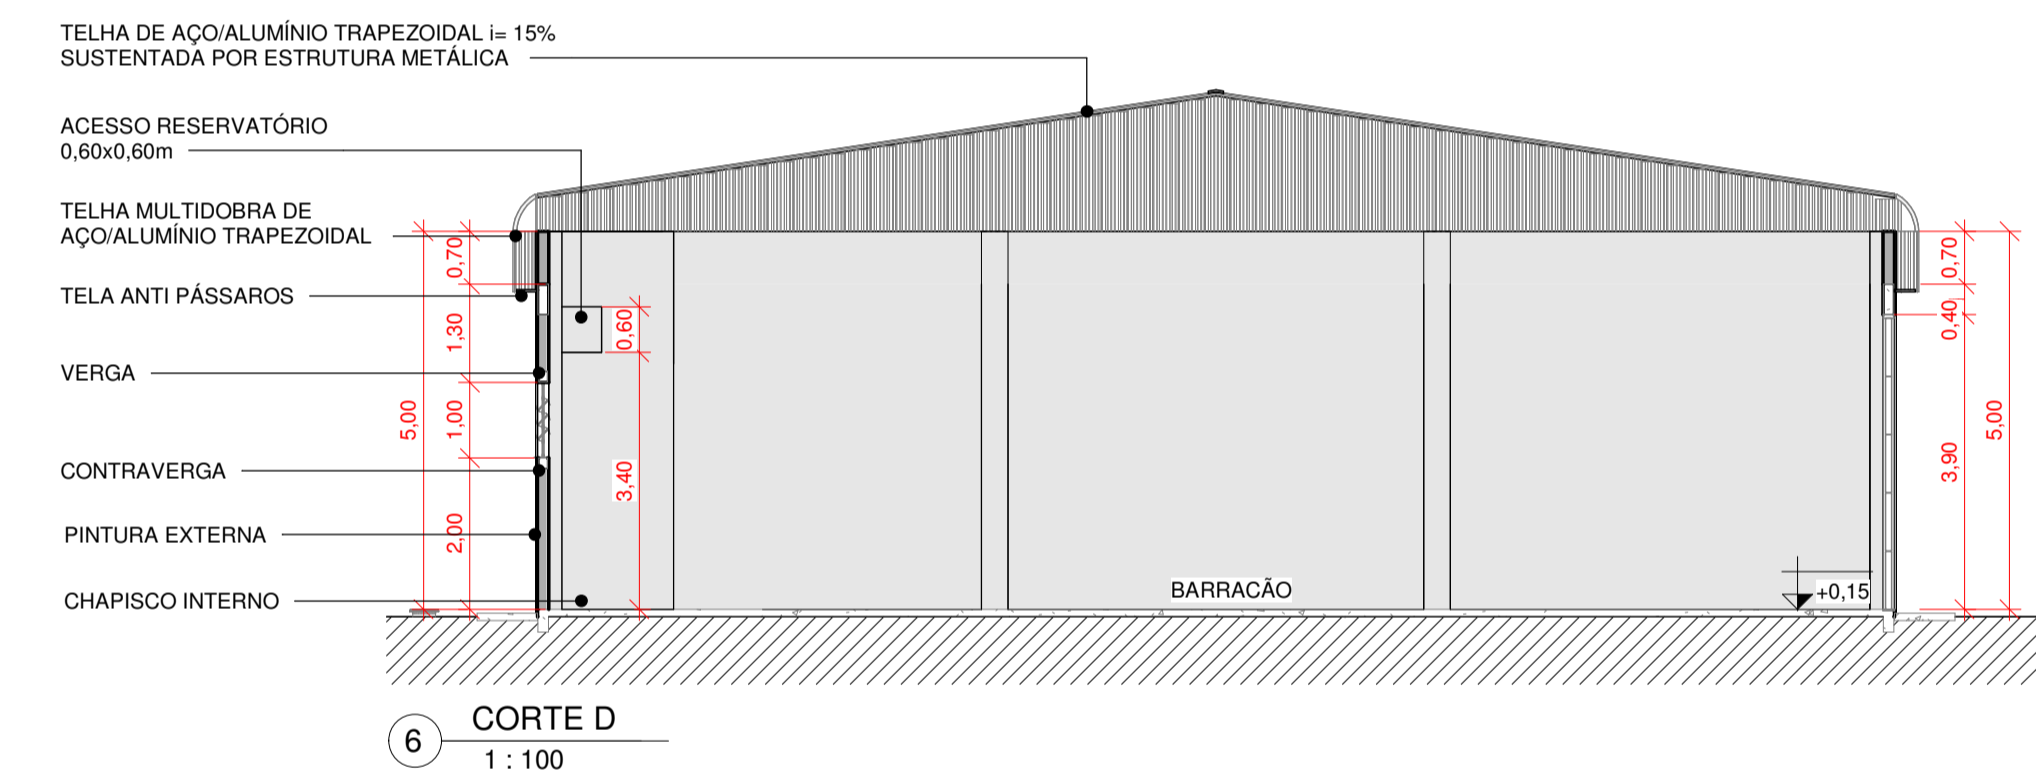 TELHA DE AÇO/ALUMÍNIO TRAPEZOIDAL i= 15%
SUSTENTADA POR ESTRUTURA METÁLICA
ACESSO RESERVATÓRIO
0,60x0,60m
TELHA MULTIDOBRA DE
AÇO/ALUMÍNIO TRAPEZOIDAL
TELA ANTI PÁSSAROS
VERGA
CONTRAVERGA
PINTURA EXTERNA
CHAPISCO INTERNO
5,00
0,70
1,30
1,00
2,00
0,60
3,40
BARRACÃO
+0,15
0,70
0,40
3,90
5,00
6
CORTE D
1 : 100